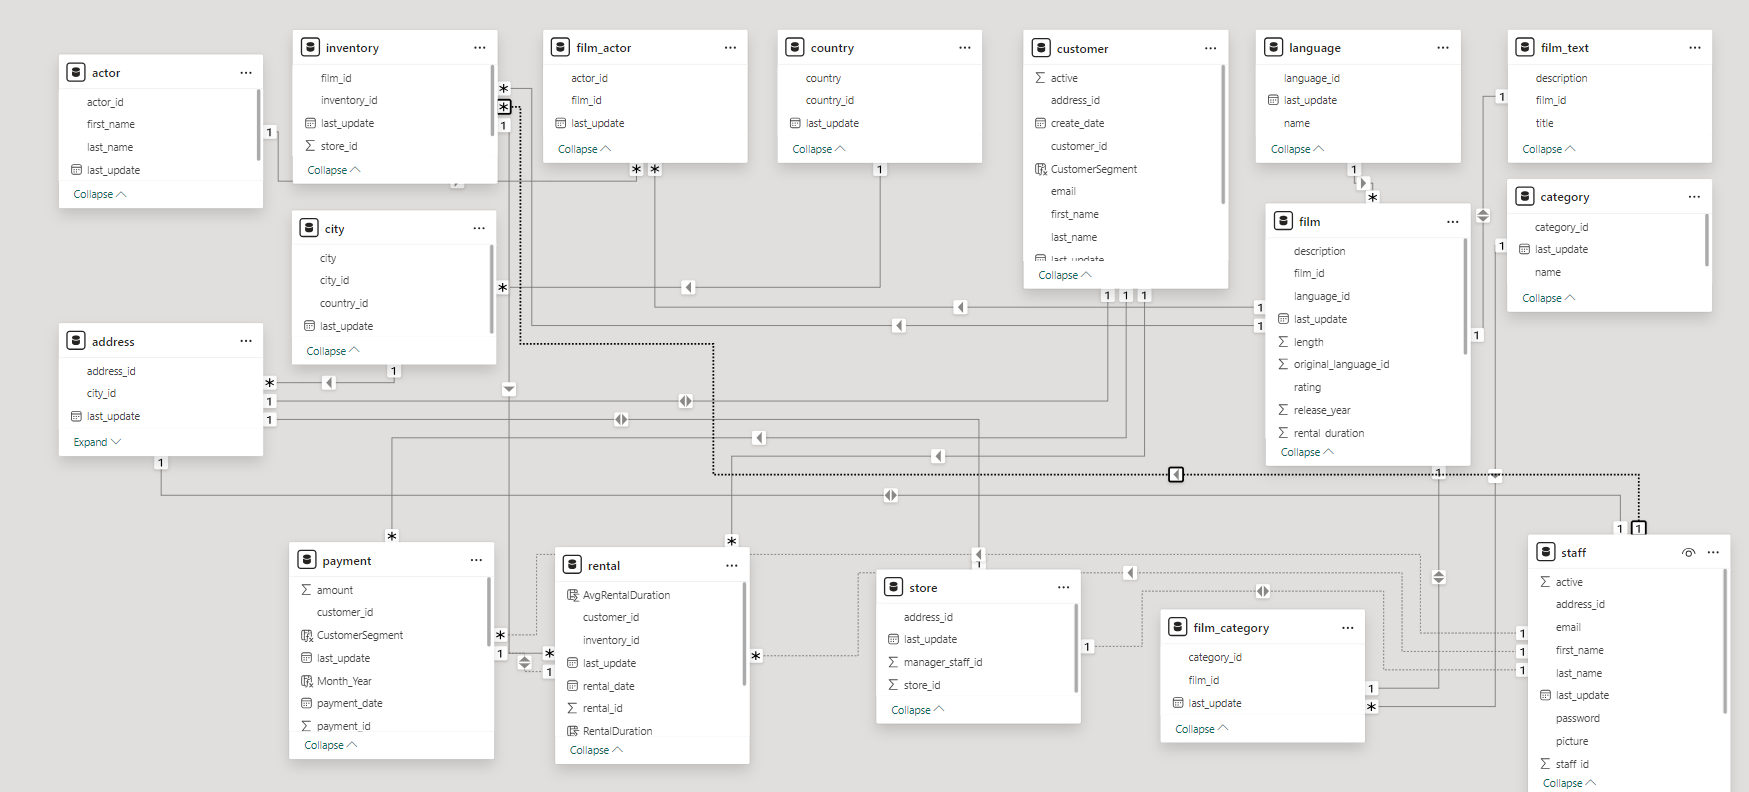 actor
actor_id
first_name
last_name
last_update
Collapse
inventory
film_id
inventory_id
last_update
store_id
Collapse
film_actor
actor_id
film_id
last_update
Collapse
country
country
country_id
last_update
Collapse
customer
active
address_id
create_date
customer_id
CustomerSegment
email
first_name
last_name
last_update
Collapse
language
language_id
last_update
name
Collapse
film_text
description
film_id
title
Collapse
category
category_id
last_update
name
Collapse
city
city
city_id
country_id
last_update
Collapse
film
description
film_id
language_id
last_update
length
original_language_id
rating
release_year
rental_duration
Collapse
address
address_id
city_id
last_update
Expand
payment
amount
customer_id
CustomerSegment
last_update
Month_Year
payment_date
payment_id
Collapse
rental
AvgRentalDuration
customer_id
inventory_id
last_update
rental_date
rental_id
RentalDuration
Collapse
store
address_id
last_update
manager_staff_id
store_id
Collapse
film_category
category_id
film_id
last_update
Collapse
staff
active
address_id
email
first_name
last_name
last_update
password
picture
staff_id
Collapse